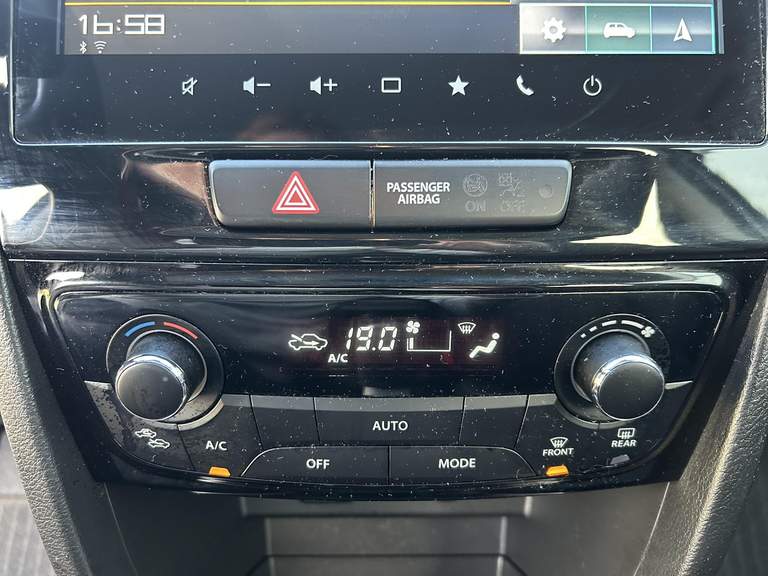 16:58
PASSENGER
AIRBAG
ON OFF
19.0
A/C
AUTO
A/C
OFF
MODE
FRONT
REAR